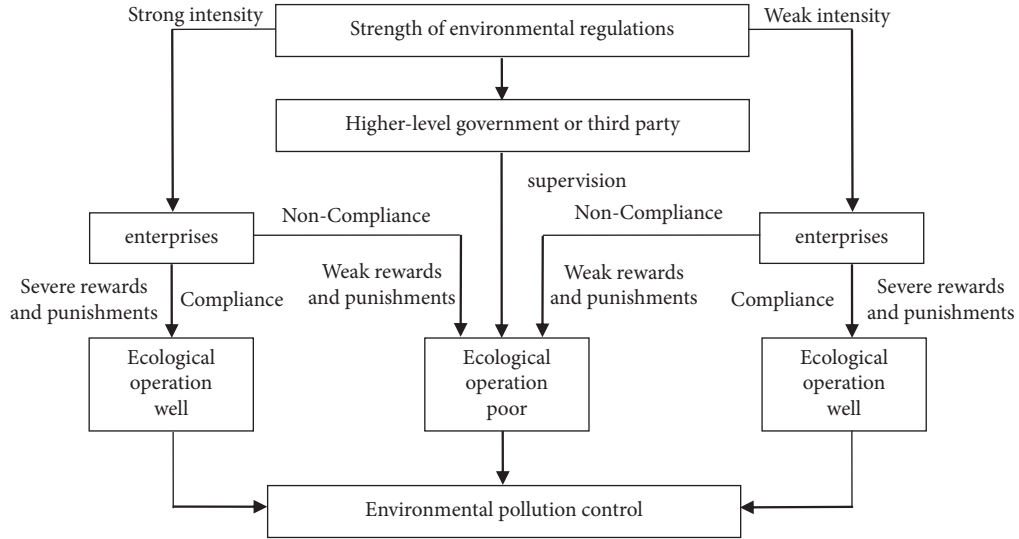 Strong intensity
Strength of environmental regulations
Weak intensity
Higher-level government or third party
supervision
Non-Compliance
Non-Compliance
enterprises
enterprises
Severe rewards
and punishments
Compliance
Weak rewards
and punishments
Weak rewards
and punishments
Compliance
Severe rewards
and punishments
Ecological
operation
well
Ecological
operation
poor
Ecological
operation
well
Environmental pollution control